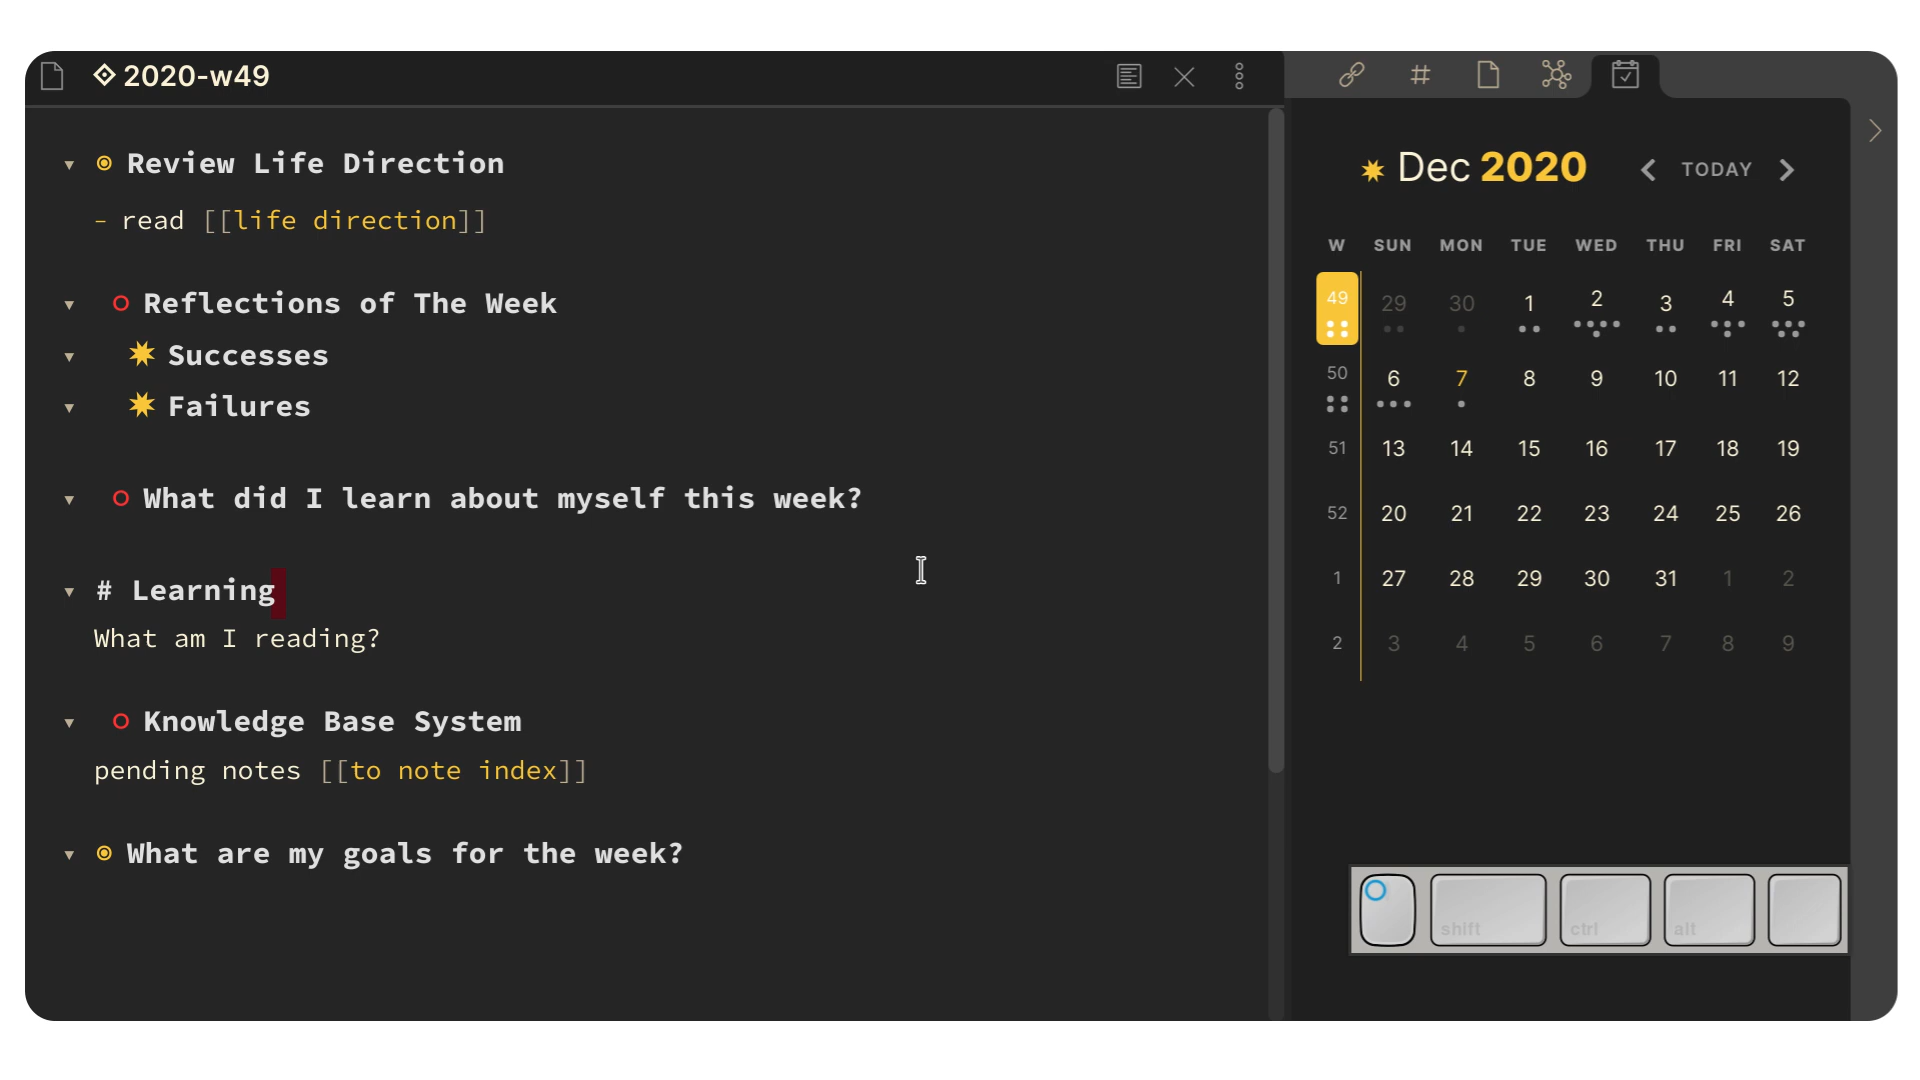 2020-w49
Review Life Direction
- read [[life direction]]
Reflections of The Week
Successes
Failures
What did I learn about myself this week?
# Learning
What am I reading?
Knowledge Base System
pending notes [[to note index]]
What are my goals for the week?
Dec 2020
TODAY
W SUN MON TUE WED THU FRI SAT
49 29 30 1 2 3 4 5
50 6 7 8 9 10 11 12
51 13 14 15 16 17 18 19
52 20 21 22 23 24 25 26
1 27 28 29 30 31 1 2
2 3 4 5 6 7 8 9
shift ctrl alt